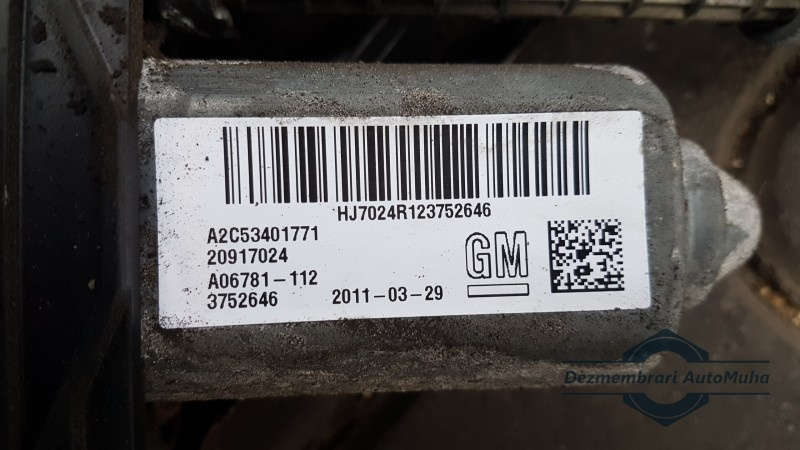 HJ7024R123752646
A2C53401771
20917024
A06781-112
3752646 2011-03-29
GM
Dezmembrari AutoMuha